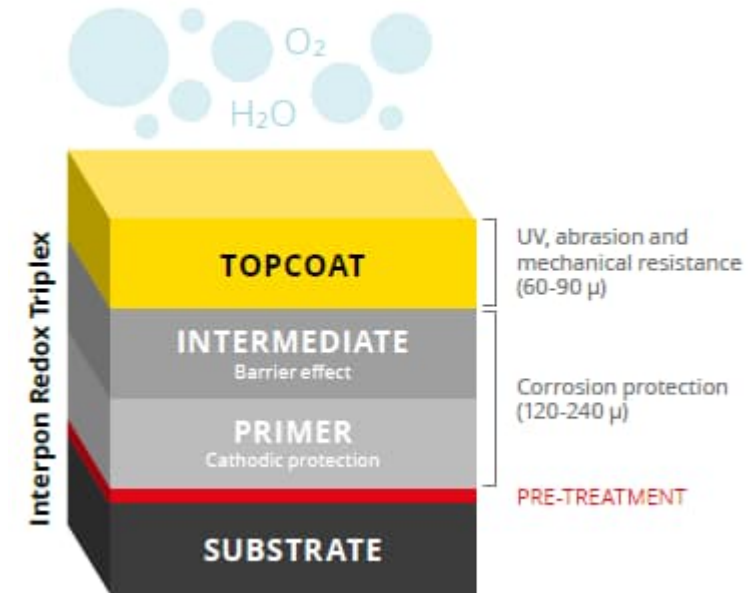 O₂
H₂O
Interpon Redox Triplex
TOPCOAT
UV, abrasion and
mechanical resistance
(60-90 µ)
INTERMEDIATE
Barrier effect
PRIMER
Cathodic protection
Corrosion protection
(120-240 µ)
PRE-TREATMENT
SUBSTRATE